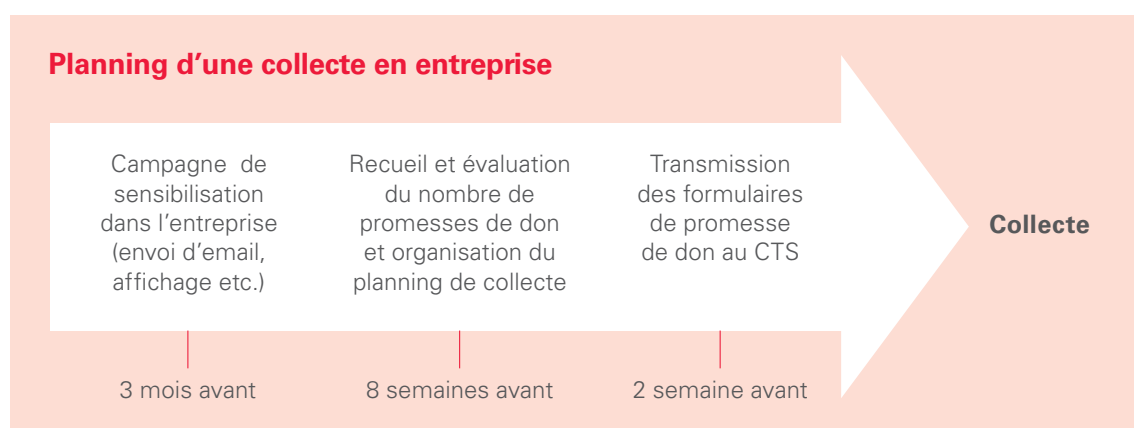 Planning d’une collecte en entreprise
Campagne de
sensibilisation
dans l’entreprise
(envoi d’email,
affichage etc.)
Recueil et évaluation
du nombre de
promesses de don
et organisation du
planning de collecte
Transmission
des formulaires
de promesse
de don au CTS
Collecte
3 mois avant
8 semaines avant
2 semaine avant